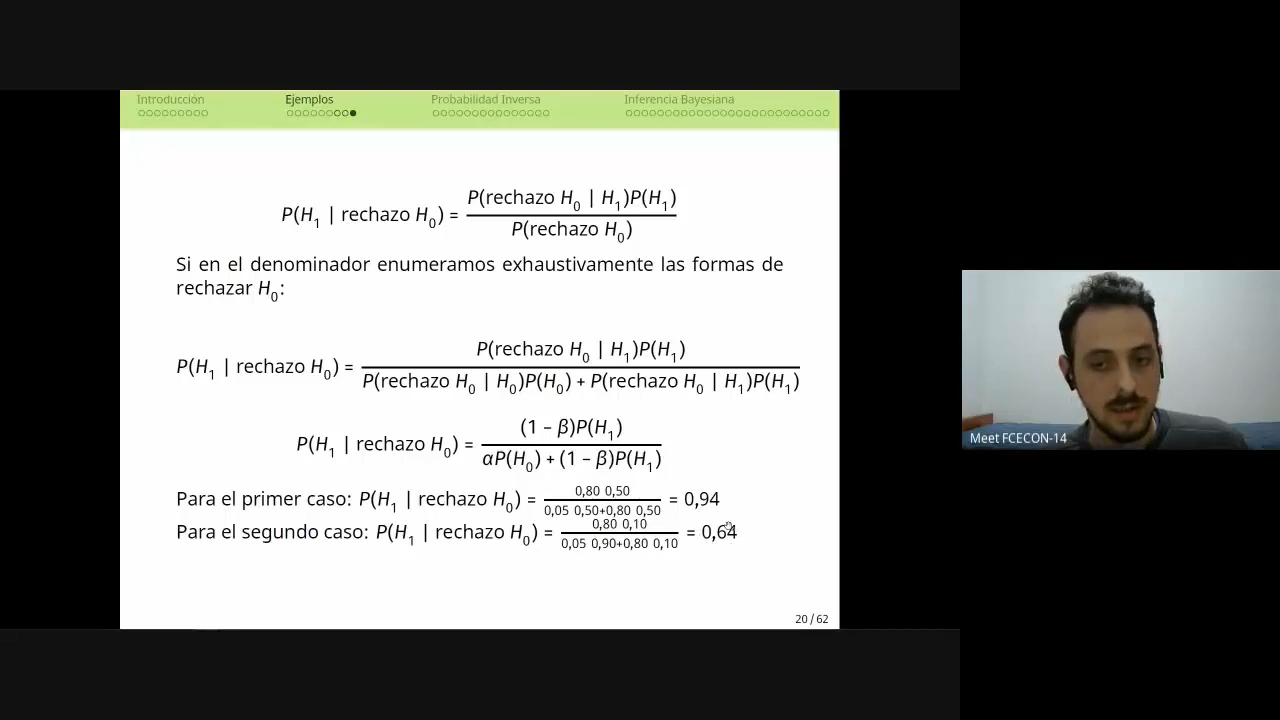 Introducción Ejemplos Probabilidad Inversa Inferencia Bayesiana
P(H₁ | rechazo H₀) = P(rechazo H₀ | H₁)P(H₁) / P(rechazo H₀)
Si en el denominador enumeramos exhaustivamente las formas de
rechazar H₀:
P(H₁ | rechazo H₀) = P(rechazo H₀ | H₁)P(H₁) / P(rechazo H₀ | H₀)P(H₀) + P(rechazo H₀ | H₁)P(H₁)
P(H₁ | rechazo H₀) = (1 – β)P(H₁) / αP(H₀) + (1 – β)P(H₁)
Para el primer caso: P(H₁ | rechazo H₀) = 0,80 0,50 / 0,05 0,50+0,80 0,50 = 0,94
Para el segundo caso: P(H₁ | rechazo H₀) = 0,80 0,10 / 0,05 0,90+0,80 0,10 = 0,64
20 / 62
Meet FCECON-14